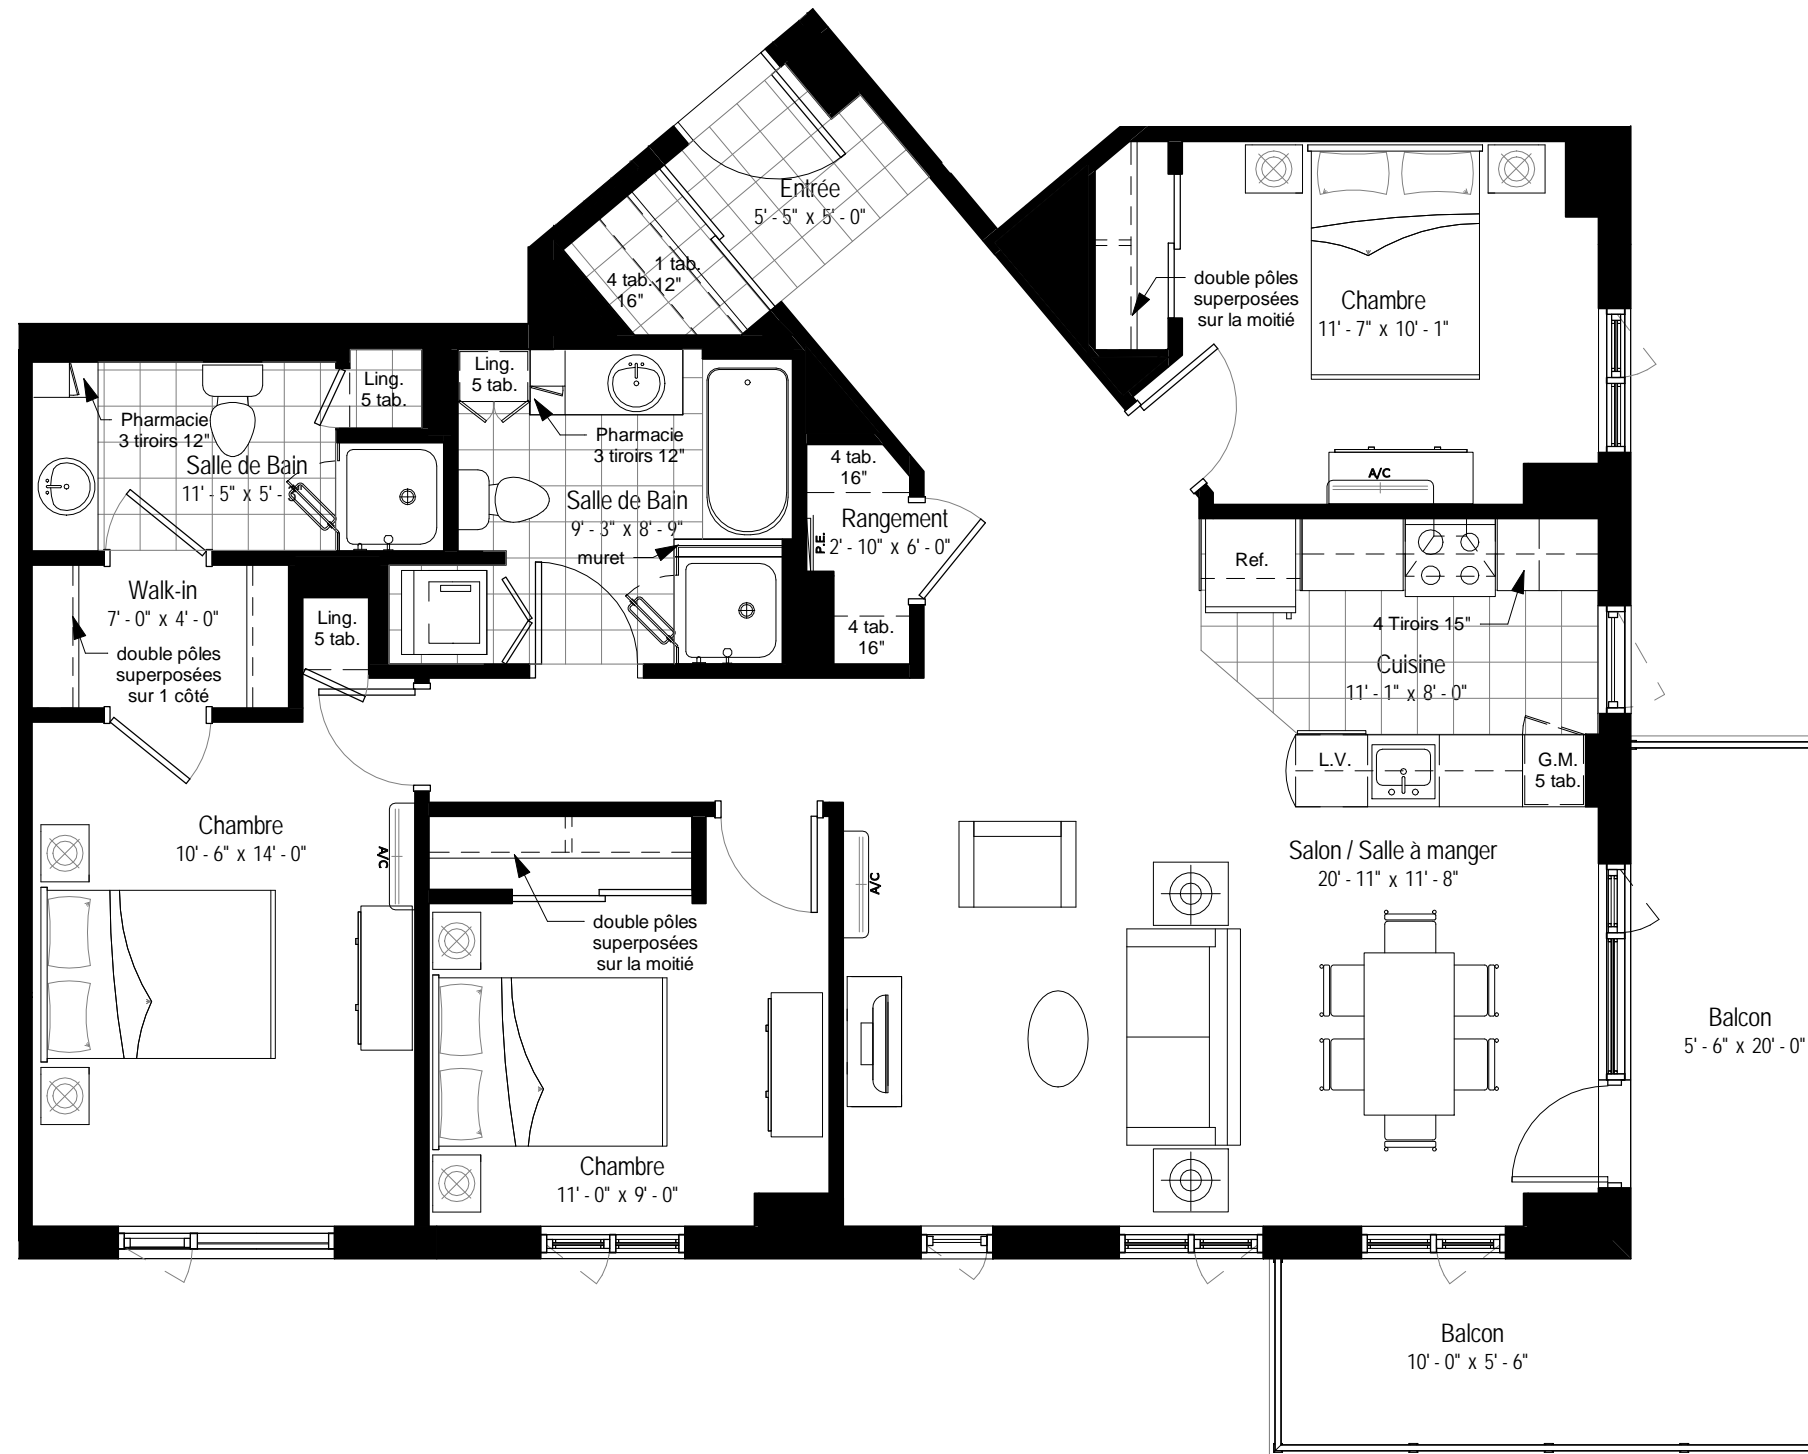 Entrée
5' - 5" x 5' - 0"
1 tab.
12"
4 tab.
16"
double pôles
superposées
sur la moitié
Chambre
11' - 7" x 10' - 1"
A/C
Ling.
5 tab.
Pharmacie
3 tiroirs 12"
Salle de Bain
11' - 5" x 5' -
Ling.
5 tab.
Pharmacie
3 tiroirs 12"
Salle de Bain
9' - 3" x 8' - 9"
muret
4 tab.
16"
Rangement
2' - 10" x 6' - 0"
P.E.
4 tab.
16"
Ref.
4 Tiroirs 15"
Cuisine
11' - 1" x 8' - 0"
L.V.
G.M.
5 tab.
Walk-in
7' - 0" x 4' - 0"
double pôles
superposées
sur 1 côté
Ling.
5 tab.
Chambre
10' - 6" x 14' - 0"
A/C
double pôles
superposées
sur la moitié
Chambre
11' - 0" x 9' - 0"
A/C
Salon / Salle à manger
20' - 11" x 11' - 8"
Balcon
5' - 6" x 20' - 0"
Balcon
10' - 0" x 5' - 6"